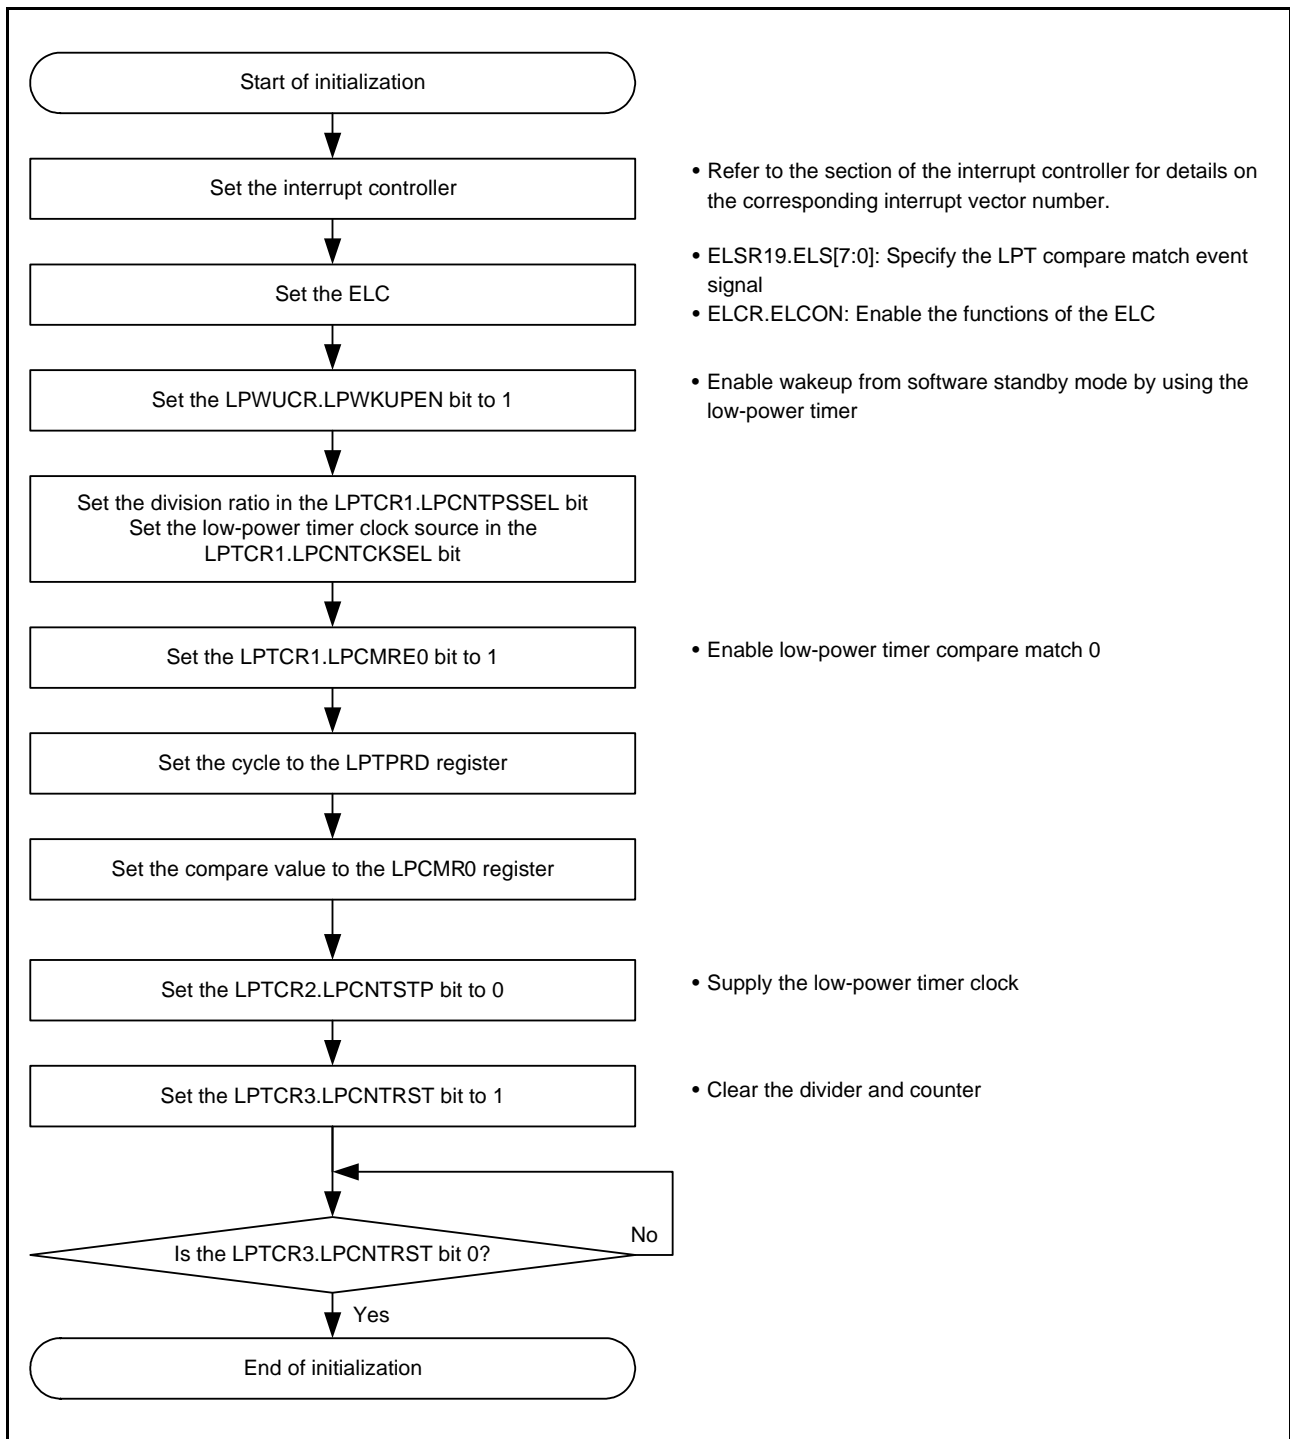 Start of initialization
Set the interrupt controller
• Refer to the section of the interrupt controller for details on
the corresponding interrupt vector number.
Set the ELC
• ELSR19.ELS[7:0]: Specify the LPT compare match event
signal
• ELCR.ELCON: Enable the functions of the ELC
Set the LPWUCR.LPWKUPEN bit to 1
• Enable wakeup from software standby mode by using the
low-power timer
Set the division ratio in the LPTCR1.LPCNTPSSEL bit
Set the low-power timer clock source in the
LPTCR1.LPCNTCKSEL bit
Set the LPTCR1.LPCMRE0 bit to 1
• Enable low-power timer compare match 0
Set the cycle to the LPTPRD register
Set the compare value to the LPCMR0 register
Set the LPTCR2.LPCNTSTP bit to 0
• Supply the low-power timer clock
Set the LPTCR3.LPCNTRST bit to 1
• Clear the divider and counter
Is the LPTCR3.LPCNTRST bit 0?
No
Yes
End of initialization